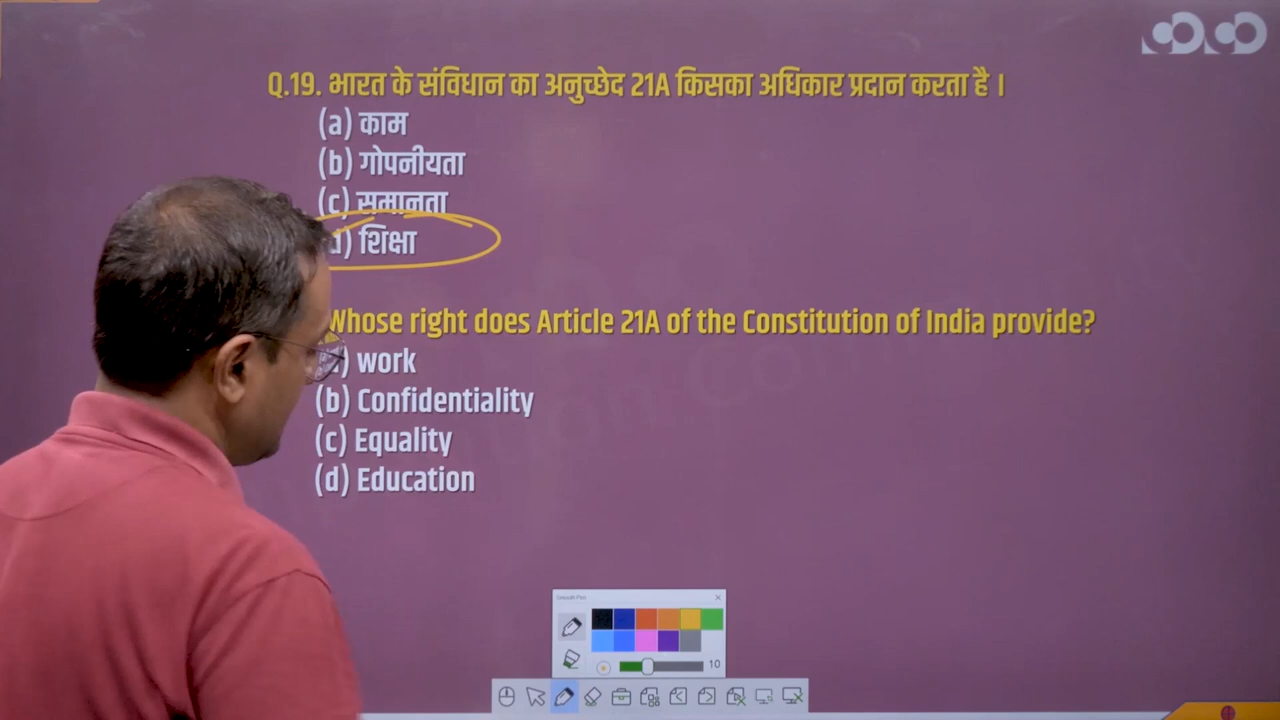 Q.19. भारत के संविधान का अनुच्छेद 21A किसका अधिकार प्रदान करता है ।
(a) काम
(b) गोपनीयता
(c) समानता
d) शिक्षा
Whose right does Article 21A of the Constitution of India provide?
) work
(b) Confidentiality
(c) Equality
(d) Education
10